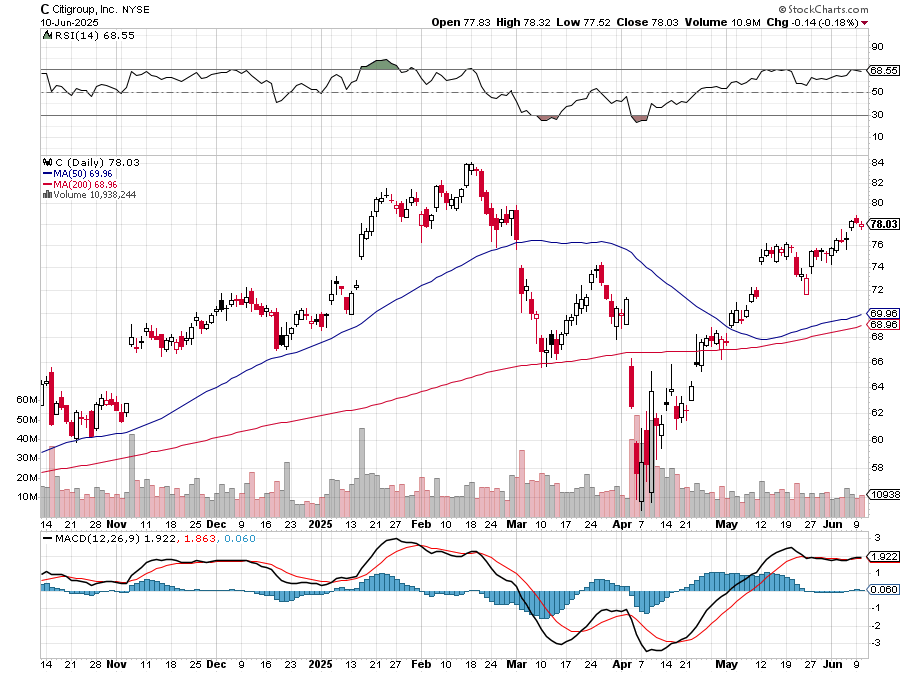 C Citigroup, Inc. NYSE © StockCharts.com
10-Jun-2025 Open 77.83 High 78.32 Low 77.52 Close 78.03 Volume 10.9M Chg -0.14 (-0.18%)
RSI(14) 68.55
90
68.55
50
30
10
C (Daily) 78.03
MA(50) 69.96
MA(200) 68.96
Volume 10,938,244
84
82
80
78.03
76
74
72
69.96
68.96
68
66
64
62
60
58
10938
60M
50M
40M
30M
20M
10M
14 21 28 Nov 11 18 25 Dec 9 16 23 2025 13 21 27 Feb 10 18 24 Mar 10 17 24 Apr 7 14 21 May 12 19 27 Jun 9
MACD(12,26,9) 1.922, 1.863, 0.060
3
1.922
1
0.060
-1
-2
-3
14 21 28 Nov 11 18 25 Dec 9 16 23 2025 13 21 27 Feb 10 18 24 Mar 10 17 24 Apr 7 14 21 May 12 19 27 Jun 9